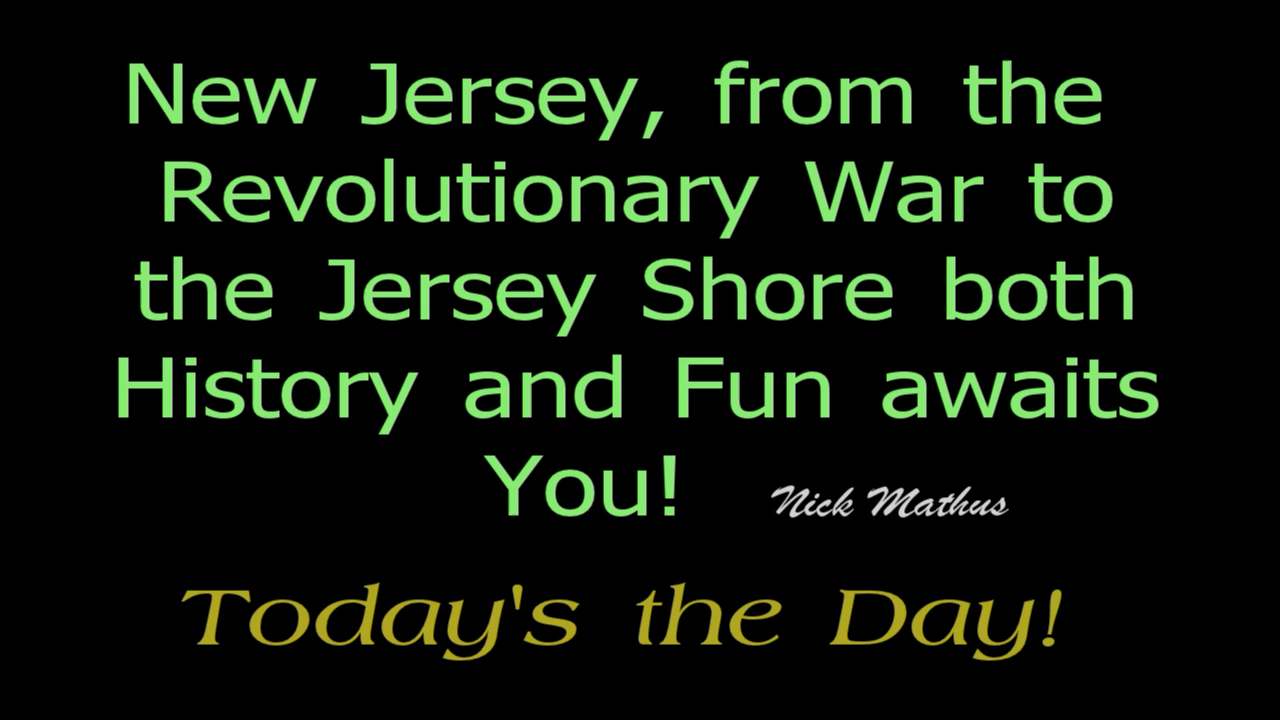 New Jersey, from the
Revolutionary War to
the Jersey Shore both
History and Fun awaits
You! Nick Mathus
Today's the Day!